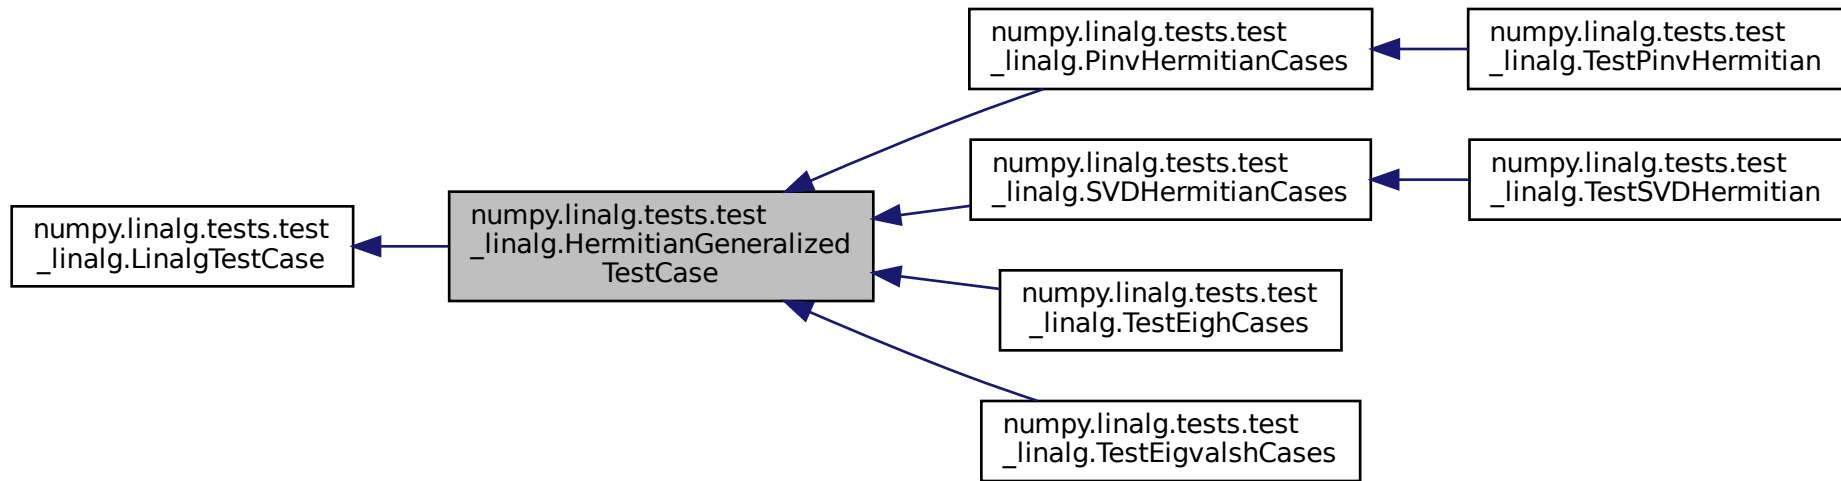 numpy.linalg.tests.test
_linalg.LinalgTestCase
numpy.linalg.tests.test
_linalg.HermitianGeneralized
TestCase
numpy.linalg.tests.test
_linalg.PinvHermitianCases
numpy.linalg.tests.test
_linalg.TestPinvHermitian
numpy.linalg.tests.test
_linalg.SVDHermitianCases
numpy.linalg.tests.test
_linalg.TestSVDHermitian
numpy.linalg.tests.test
_linalg.TestEighCases
numpy.linalg.tests.test
_linalg.TestEigvalshCases